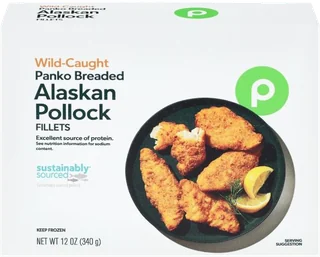 Wild-Caught
Panko Breaded
Alaskan
Pollock
FILLETS
Excellent source of protein.
See nutrition information for sodium
content.
sustainably
sourced
KEEP FROZEN
NET WT 12 OZ (340 g)
p
SERVING
SUGGESTION